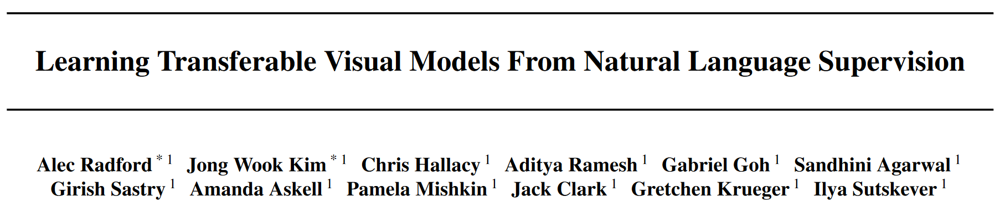 Learning Transferable Visual Models From Natural Language Supervision
Alec Radford * 1 Jong Wook Kim * 1 Chris Hallacy 1 Aditya Ramesh 1 Gabriel Goh 1 Sandhini Agarwal 1
Girish Sastry 1 Amanda Askell 1 Pamela Mishkin 1 Jack Clark 1 Gretchen Krueger 1 Ilya Sutskever 1